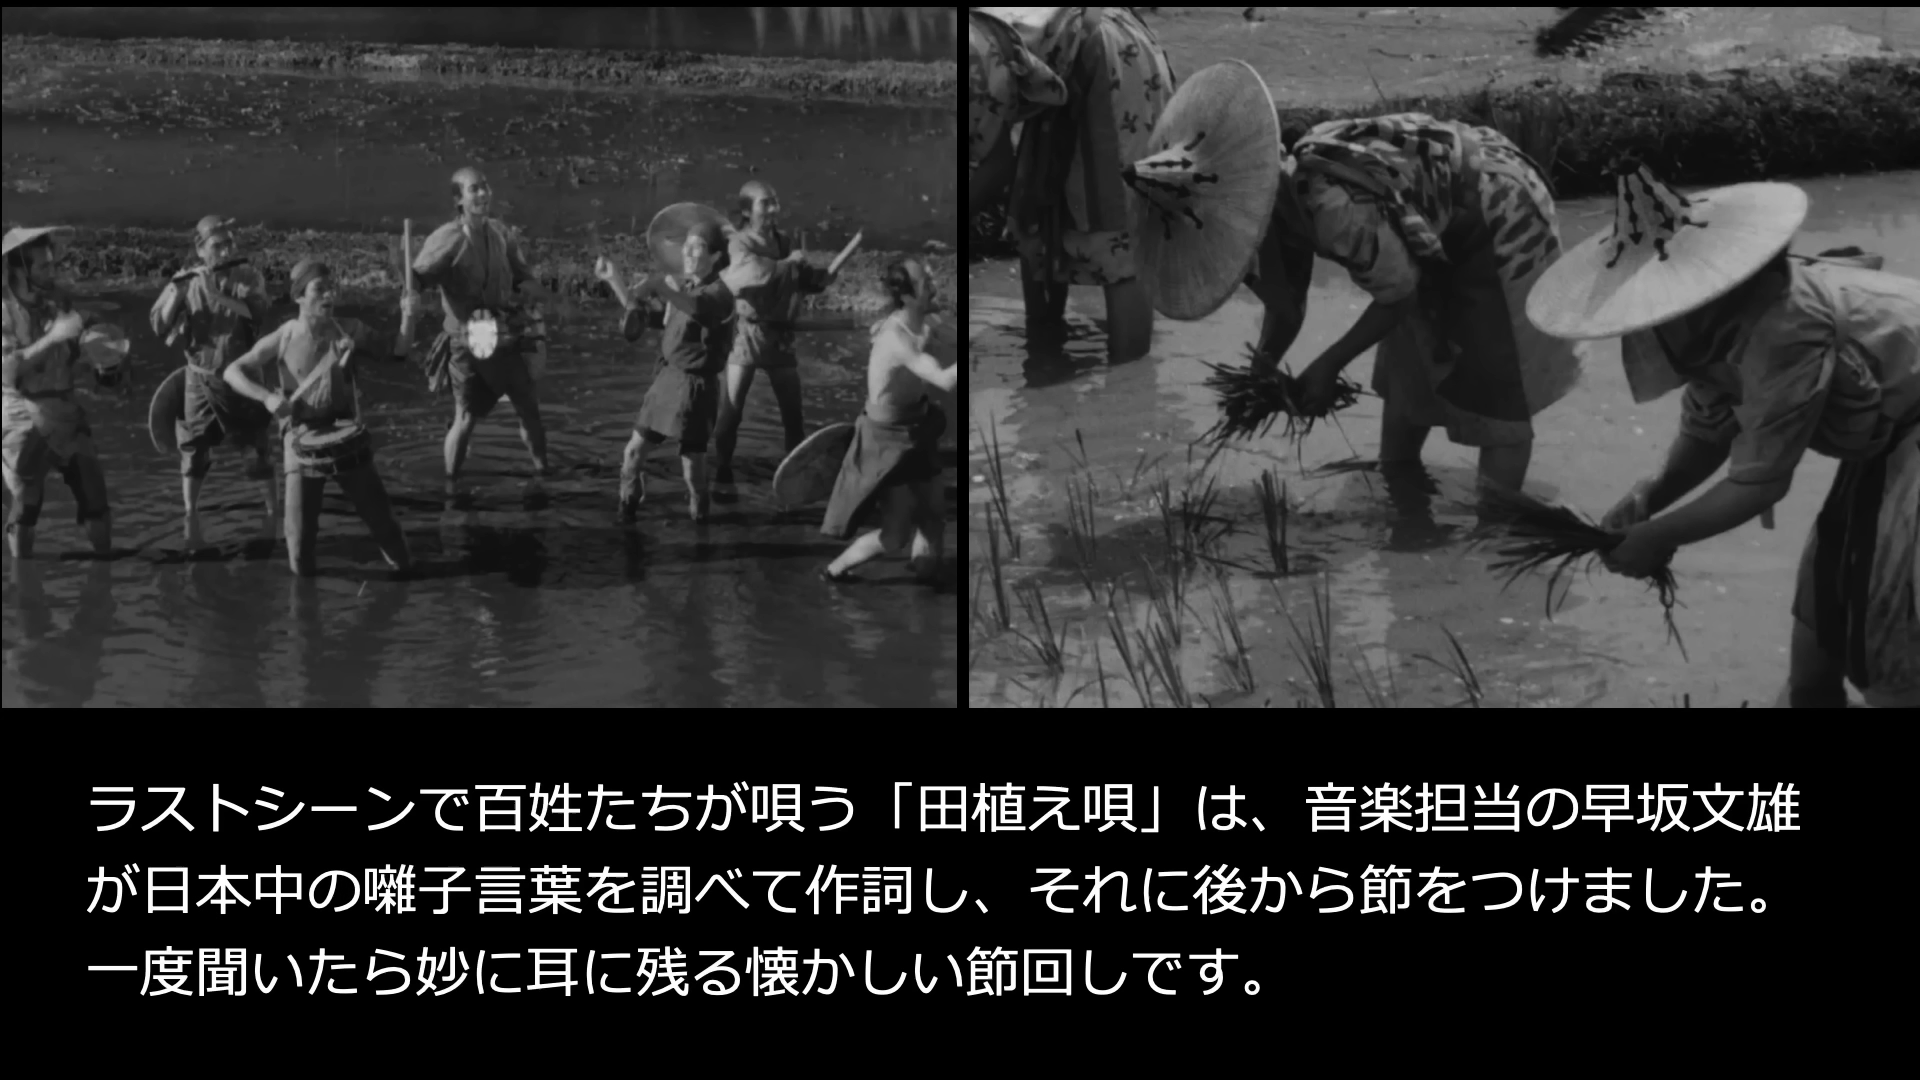 ラストシーンで百姓たちが唄う「田植え唄」は、音楽担当の早坂文雄
が日本中の囃子言葉を調べて作詞し、それに後から節をつけました。
一度聞いたら妙に耳に残る懐かしい節回しです。